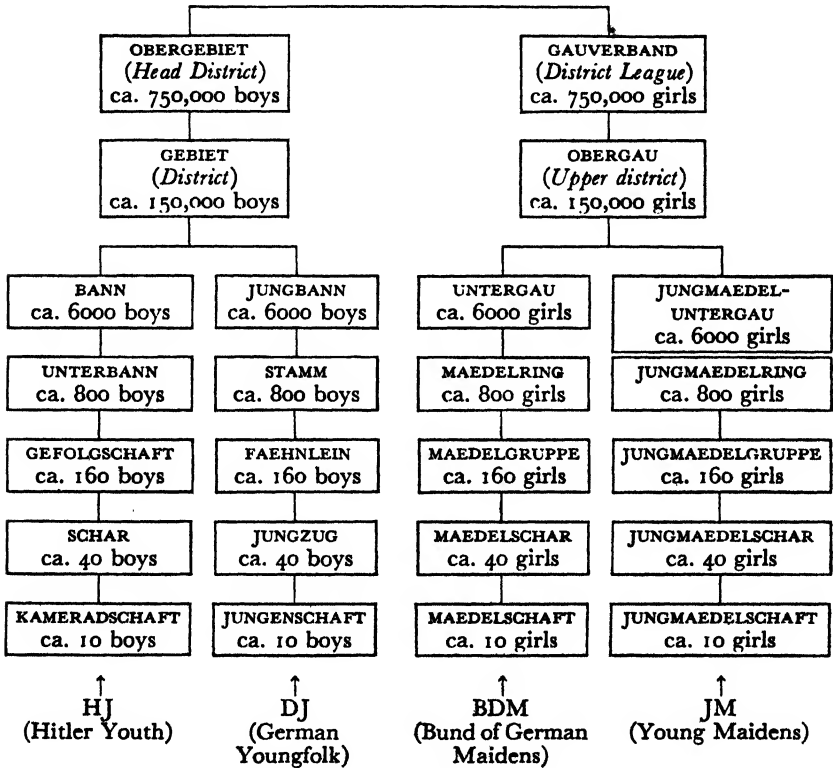 OBERGEBIET
(Head District)
ca. 750,000 boys
GAUVERBAND
(District League)
ca. 750,000 girls
GEBIET
(District)
ca. 150,000 boys
OBERGAU
(Upper district)
ca. 150,000 girls
BANN
ca. 6000 boys
JUNGBANN
ca. 6000 boys
UNTERGAU
ca. 6000 girls
JUNGMAEDEL-
UNTERGAU
ca. 6000 girls
UNTERBANN
ca. 800 boys
STAMM
ca. 800 boys
MAEDELRING
ca. 800 girls
JUNGMAEDELRING
ca. 800 girls
GEFOLGSCHAFT
ca. 160 boys
FAEHNLEIN
ca. 160 boys
MAEDELGRUPPE
ca. 160 girls
JUNGMAEDELGRUPPE
ca. 160 girls
SCHAR
ca. 40 boys
JUNGZUG
ca. 40 boys
MAEDELSCHAR
ca. 40 girls
JUNGMAEDELSCHAR
ca. 40 girls
KAMERADSCHAFT
ca. 10 boys
JUNGENSCHAFT
ca. 10 boys
MAEDELSCHAFT
ca. 10 girls
JUNGMAEDELSCHAFT
ca. 10 girls
HJ
(Hitler Youth)
DJ
(German
Youngfolk)
BDM
(Bund of German
Maidens)
JM
(Young Maidens)